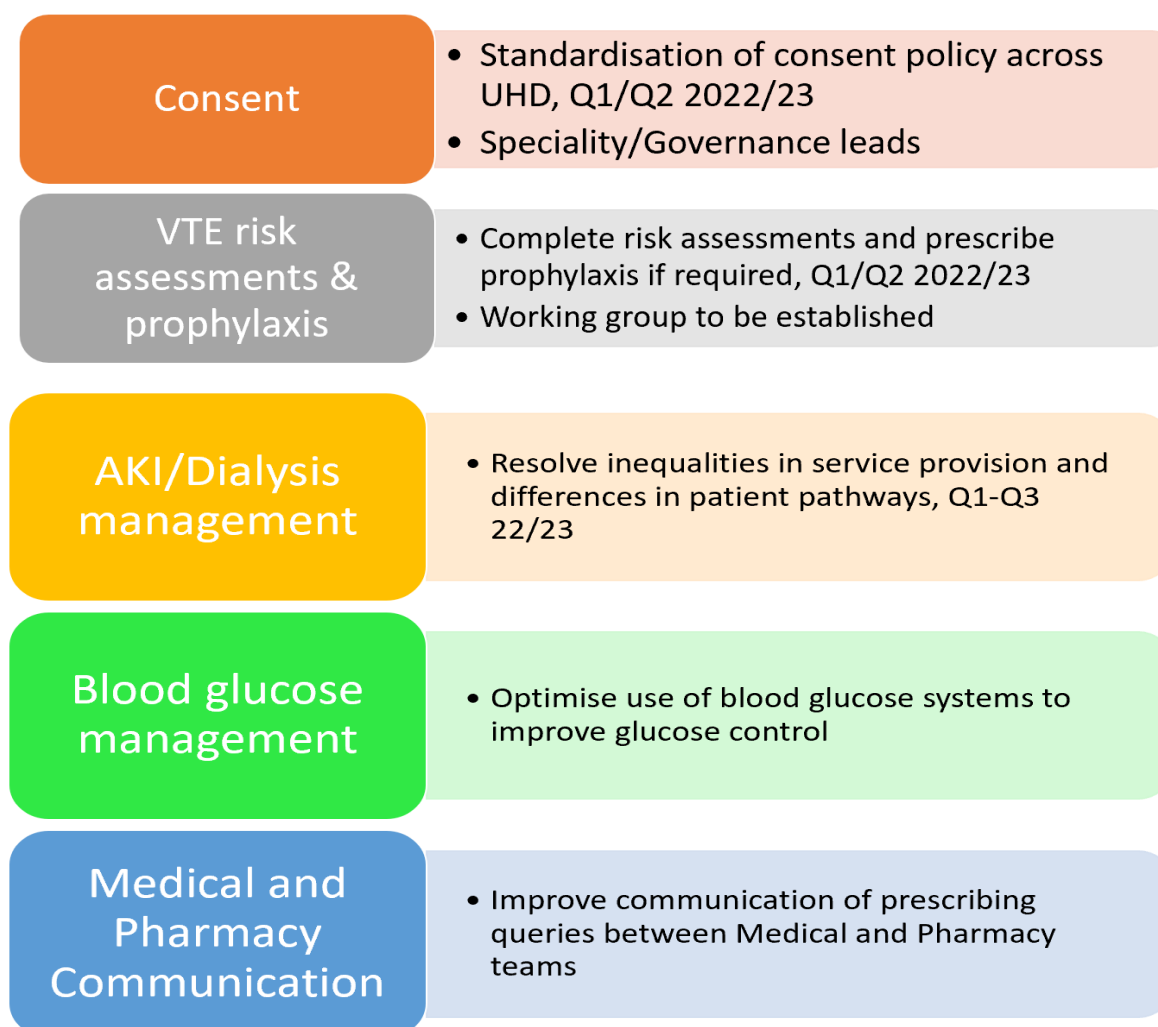 Consent
• Standardisation of consent policy across
UHD, Q1/Q2 2022/23
• Speciality/Governance leads
VTE risk
assessments &
prophylaxis
• Complete risk assessments and prescribe
prophylaxis if required, Q1/Q2 2022/23
• Working group to be established
AKI/Dialysis
management
• Resolve inequalities in service provision and
differences in patient pathways, Q1-Q3
22/23
Blood glucose
management
• Optimise use of blood glucose systems to
improve glucose control
Medical and
Pharmacy
Communication
• Improve communication of prescribing
queries between Medical and Pharmacy
teams